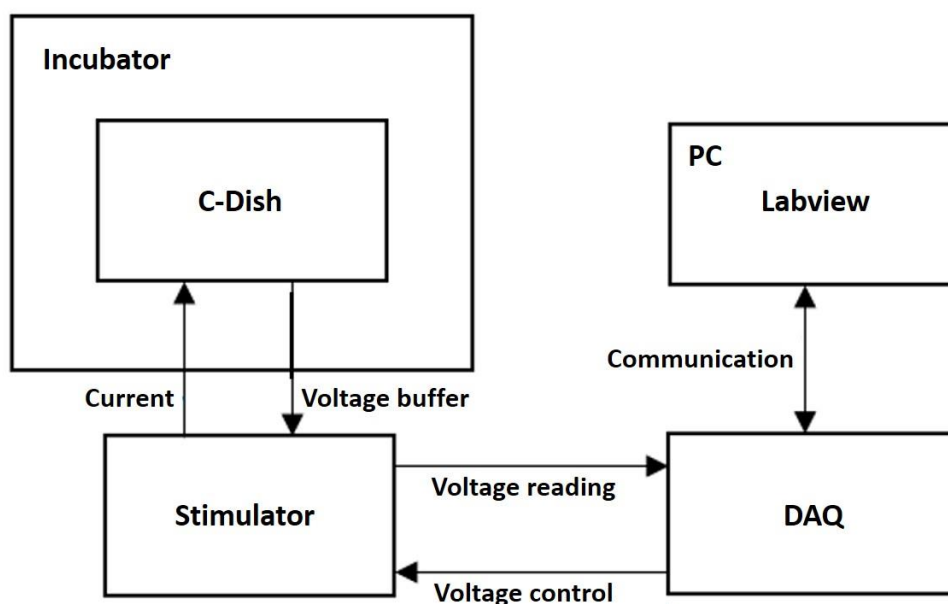 Incubator
C-Dish
PC
Labview
Communication
Current
Voltage buffer
Stimulator
Voltage reading
Voltage control
DAQ